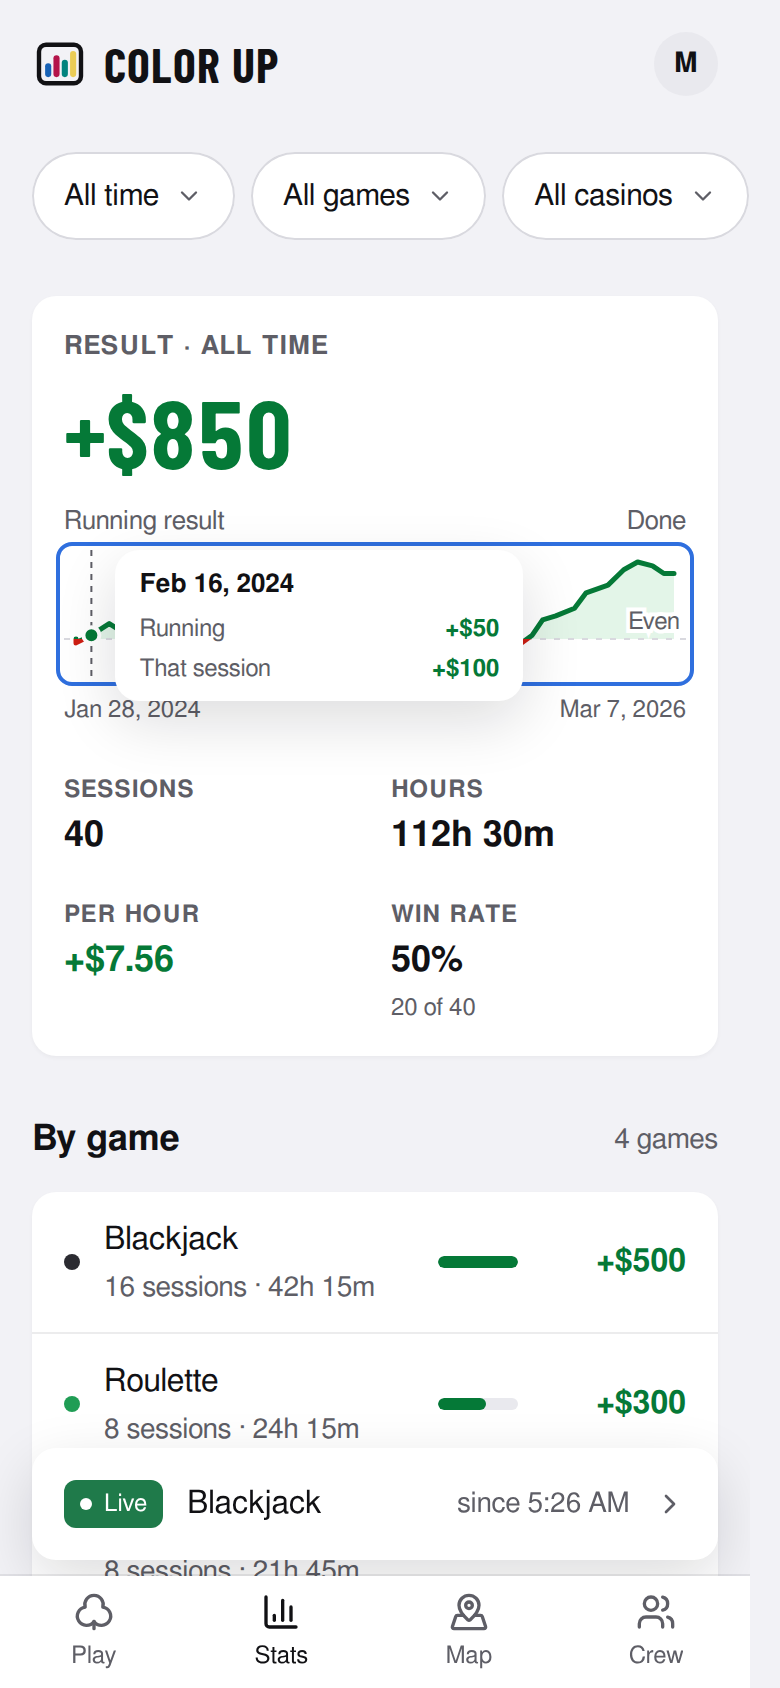 COLOR UP
M
All time
All games
All casinos
RESULT · ALL TIME
+$850
Running result
Done
Feb 16, 2024
Running
+$50
That session
+$100
Even
Jan 28, 2024
Mar 7, 2026
SESSIONS
HOURS
40
112h 30m
PER HOUR
WIN RATE
+$7.56
50%
20 of 40
By game
4 games
Blackjack
16 sessions · 42h 15m
+$500
Roulette
8 sessions · 24h 15m
+$300
Live
Blackjack
since 5:26 AM
8 sessions · 21h 45m
Play
Stats
Map
Crew